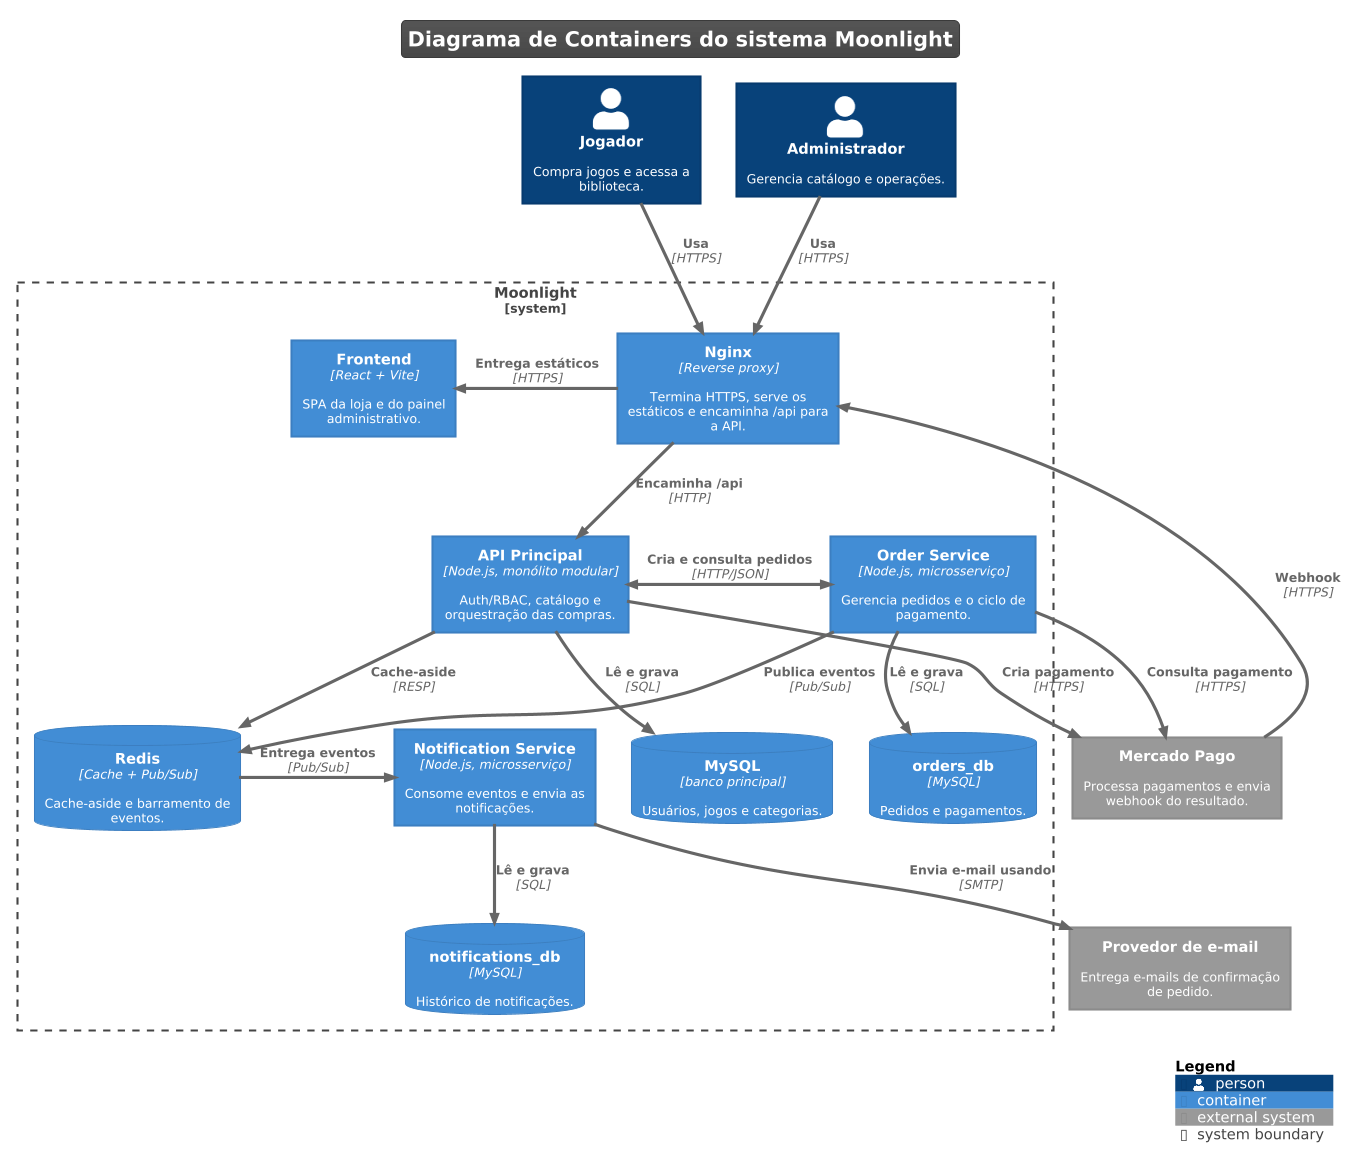 Diagrama de Containers do sistema Moonlight
Jogador
Compra jogos e acessa a
biblioteca.
Administrador
Gerencia catálogo e operações.
Usa
[HTTPS]
Usa
[HTTPS]
Moonlight
[system]
Frontend
[React + Vite]
SPA da loja e do painel
administrativo.
Entrega estáticos
[HTTPS]
Nginx
[Reverse proxy]
Termina HTTPS, serve os
estáticos e encaminha /api para
a API.
Encaminha /api
[HTTP]
Webhook
[HTTPS]
API Principal
[Node.js, monólito modular]
Auth/RBAC, catálogo e
orquestração das compras.
Cria e consulta pedidos
[HTTP/JSON]
Order Service
[Node.js, microsserviço]
Gerencia pedidos e o ciclo de
pagamento.
Cache-aside
[RESP]
Lê e grava
[SQL]
Publica eventos
[Pub/Sub]
Lê e grava
[SQL]
Cria pagamento
[HTTPS]
Consulta pagamento
[HTTPS]
Redis
[Cache + Pub/Sub]
Cache-aside e barramento de
eventos.
Entrega eventos
[Pub/Sub]
Notification Service
[Node.js, microsserviço]
Consome eventos e envia as
notificações.
MySQL
[banco principal]
Usuários, jogos e categorias.
orders_db
[MySQL]
Pedidos e pagamentos.
Mercado Pago
Processa pagamentos e envia
webhook do resultado.
Lê e grava
[SQL]
Envia e-mail usando
[SMTP]
notifications_db
[MySQL]
Histórico de notificações.
Provedor de e-mail
Entrega e-mails de confirmação
de pedido.
Legend
person
container
external system
system boundary